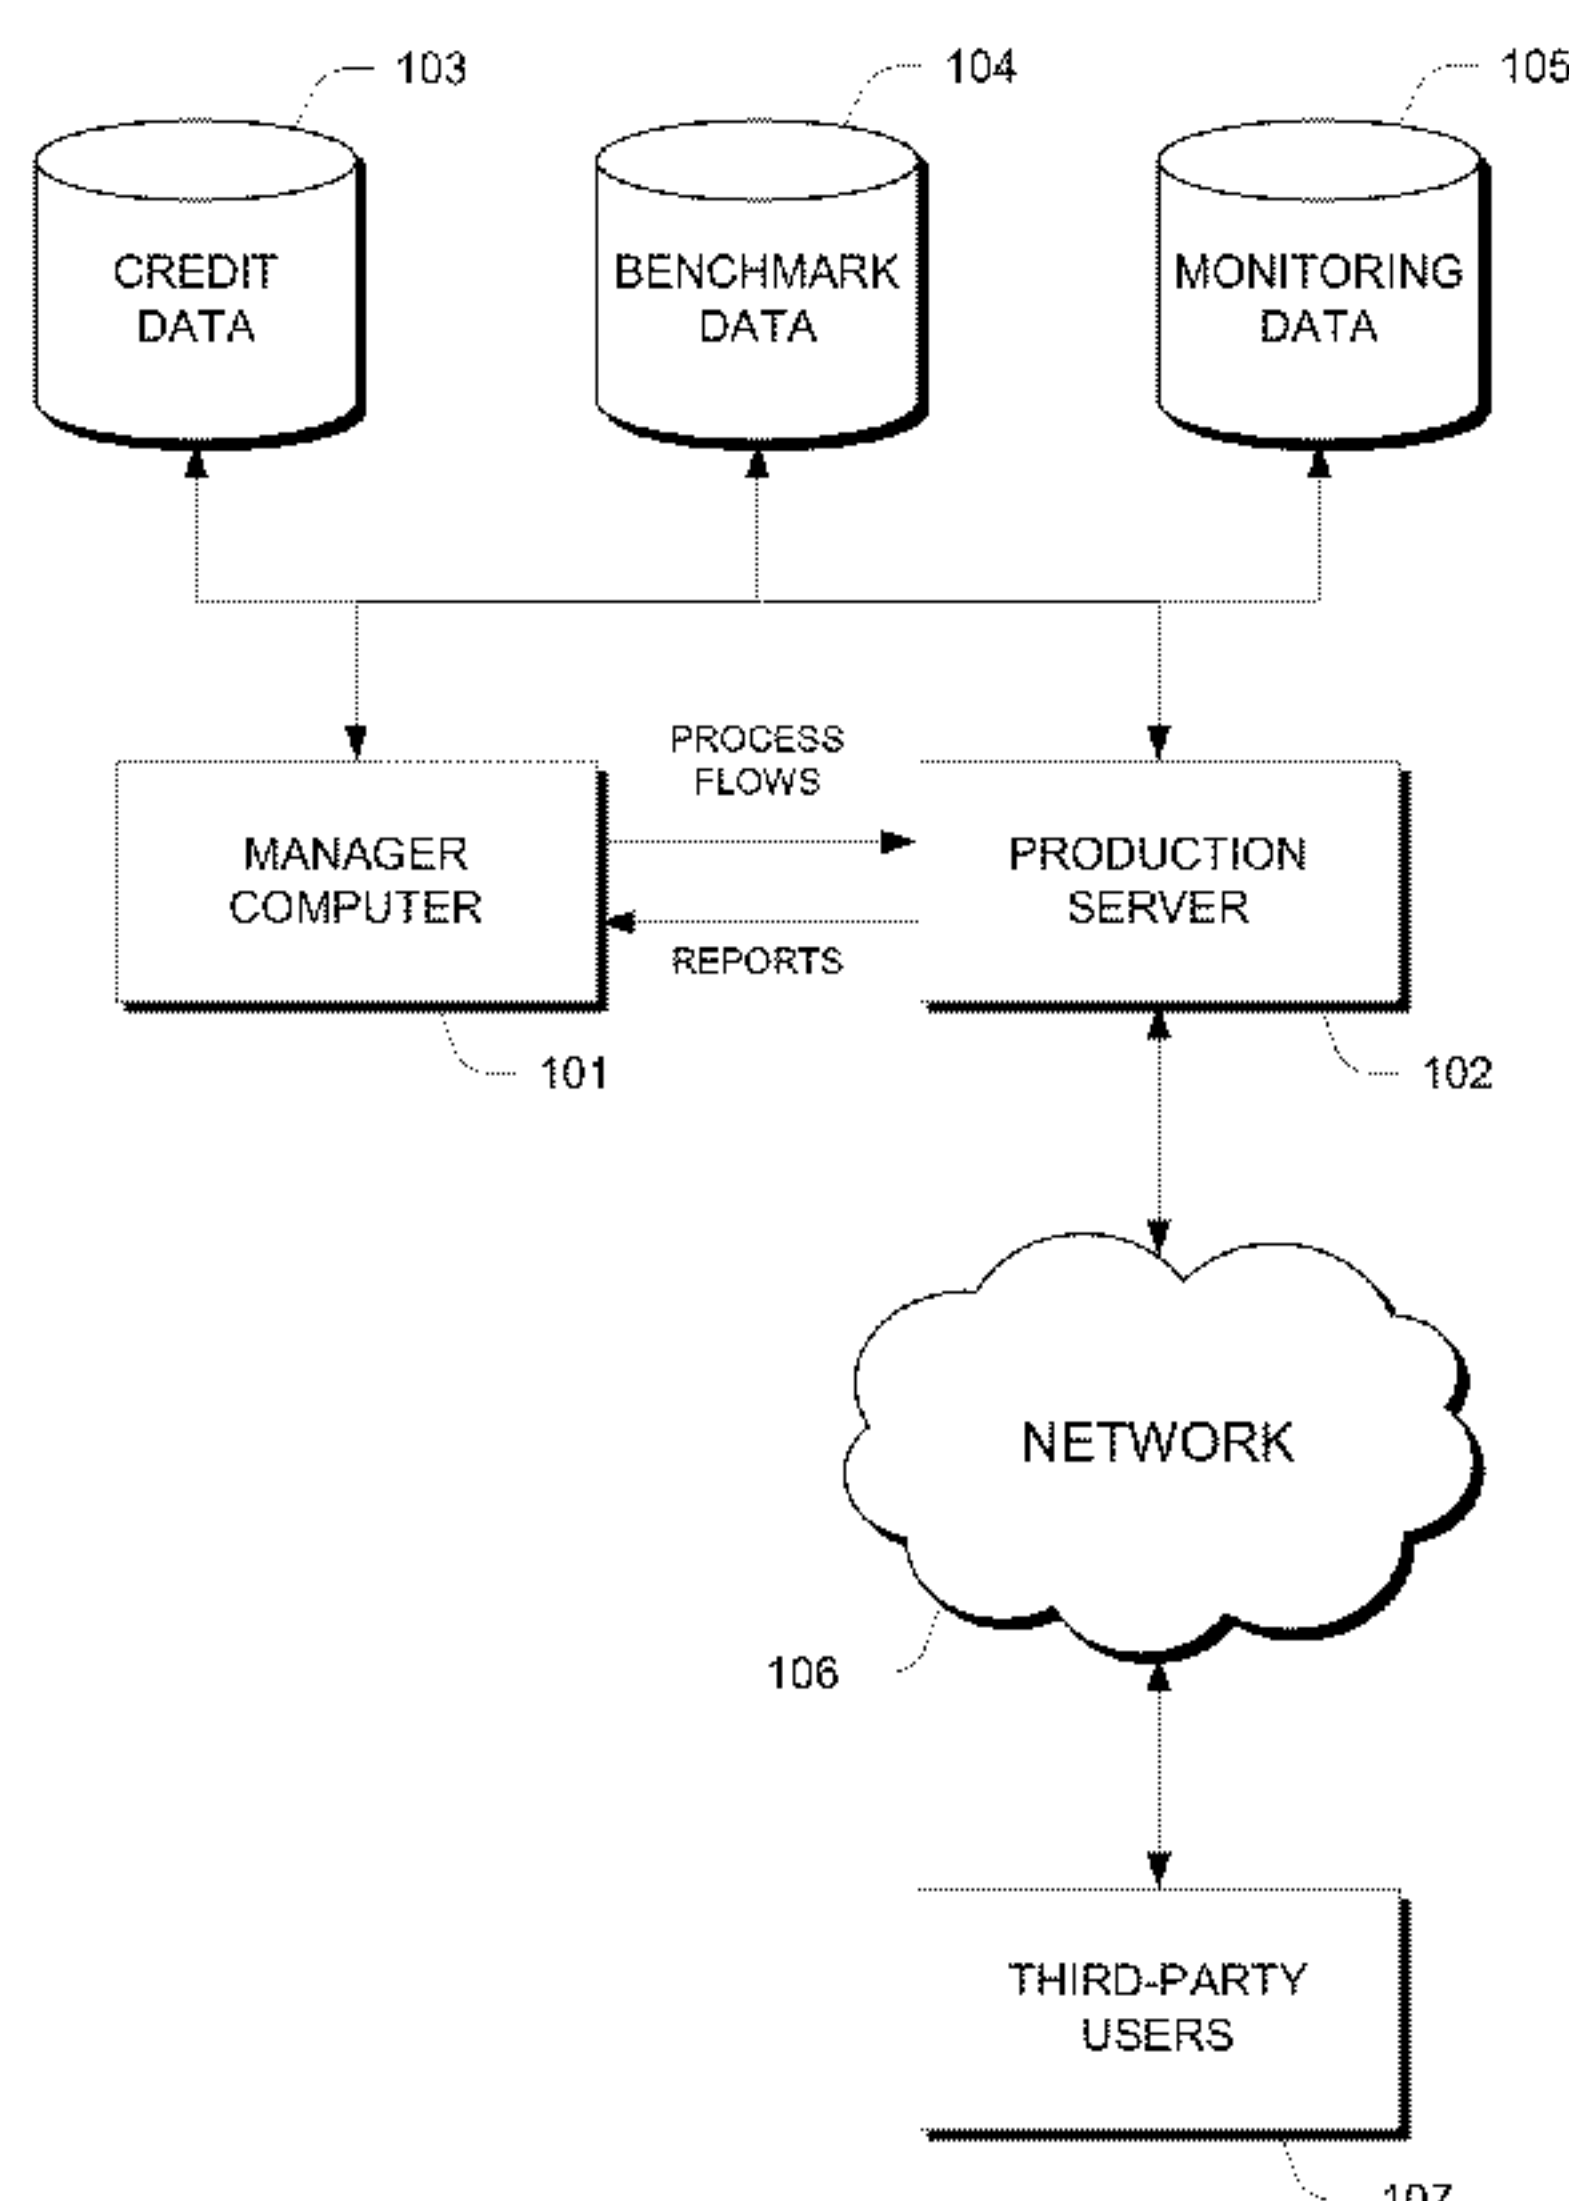 103
104
105
CREDIT
DATA
BENCHMARK
DATA
MONITORING
DATA
PROCESS
FLOWS
MANAGER
COMPUTER
PRODUCTION
SERVER
REPORTS
101
102
NETWORK
106
THIRD-PARTY
USERS
107